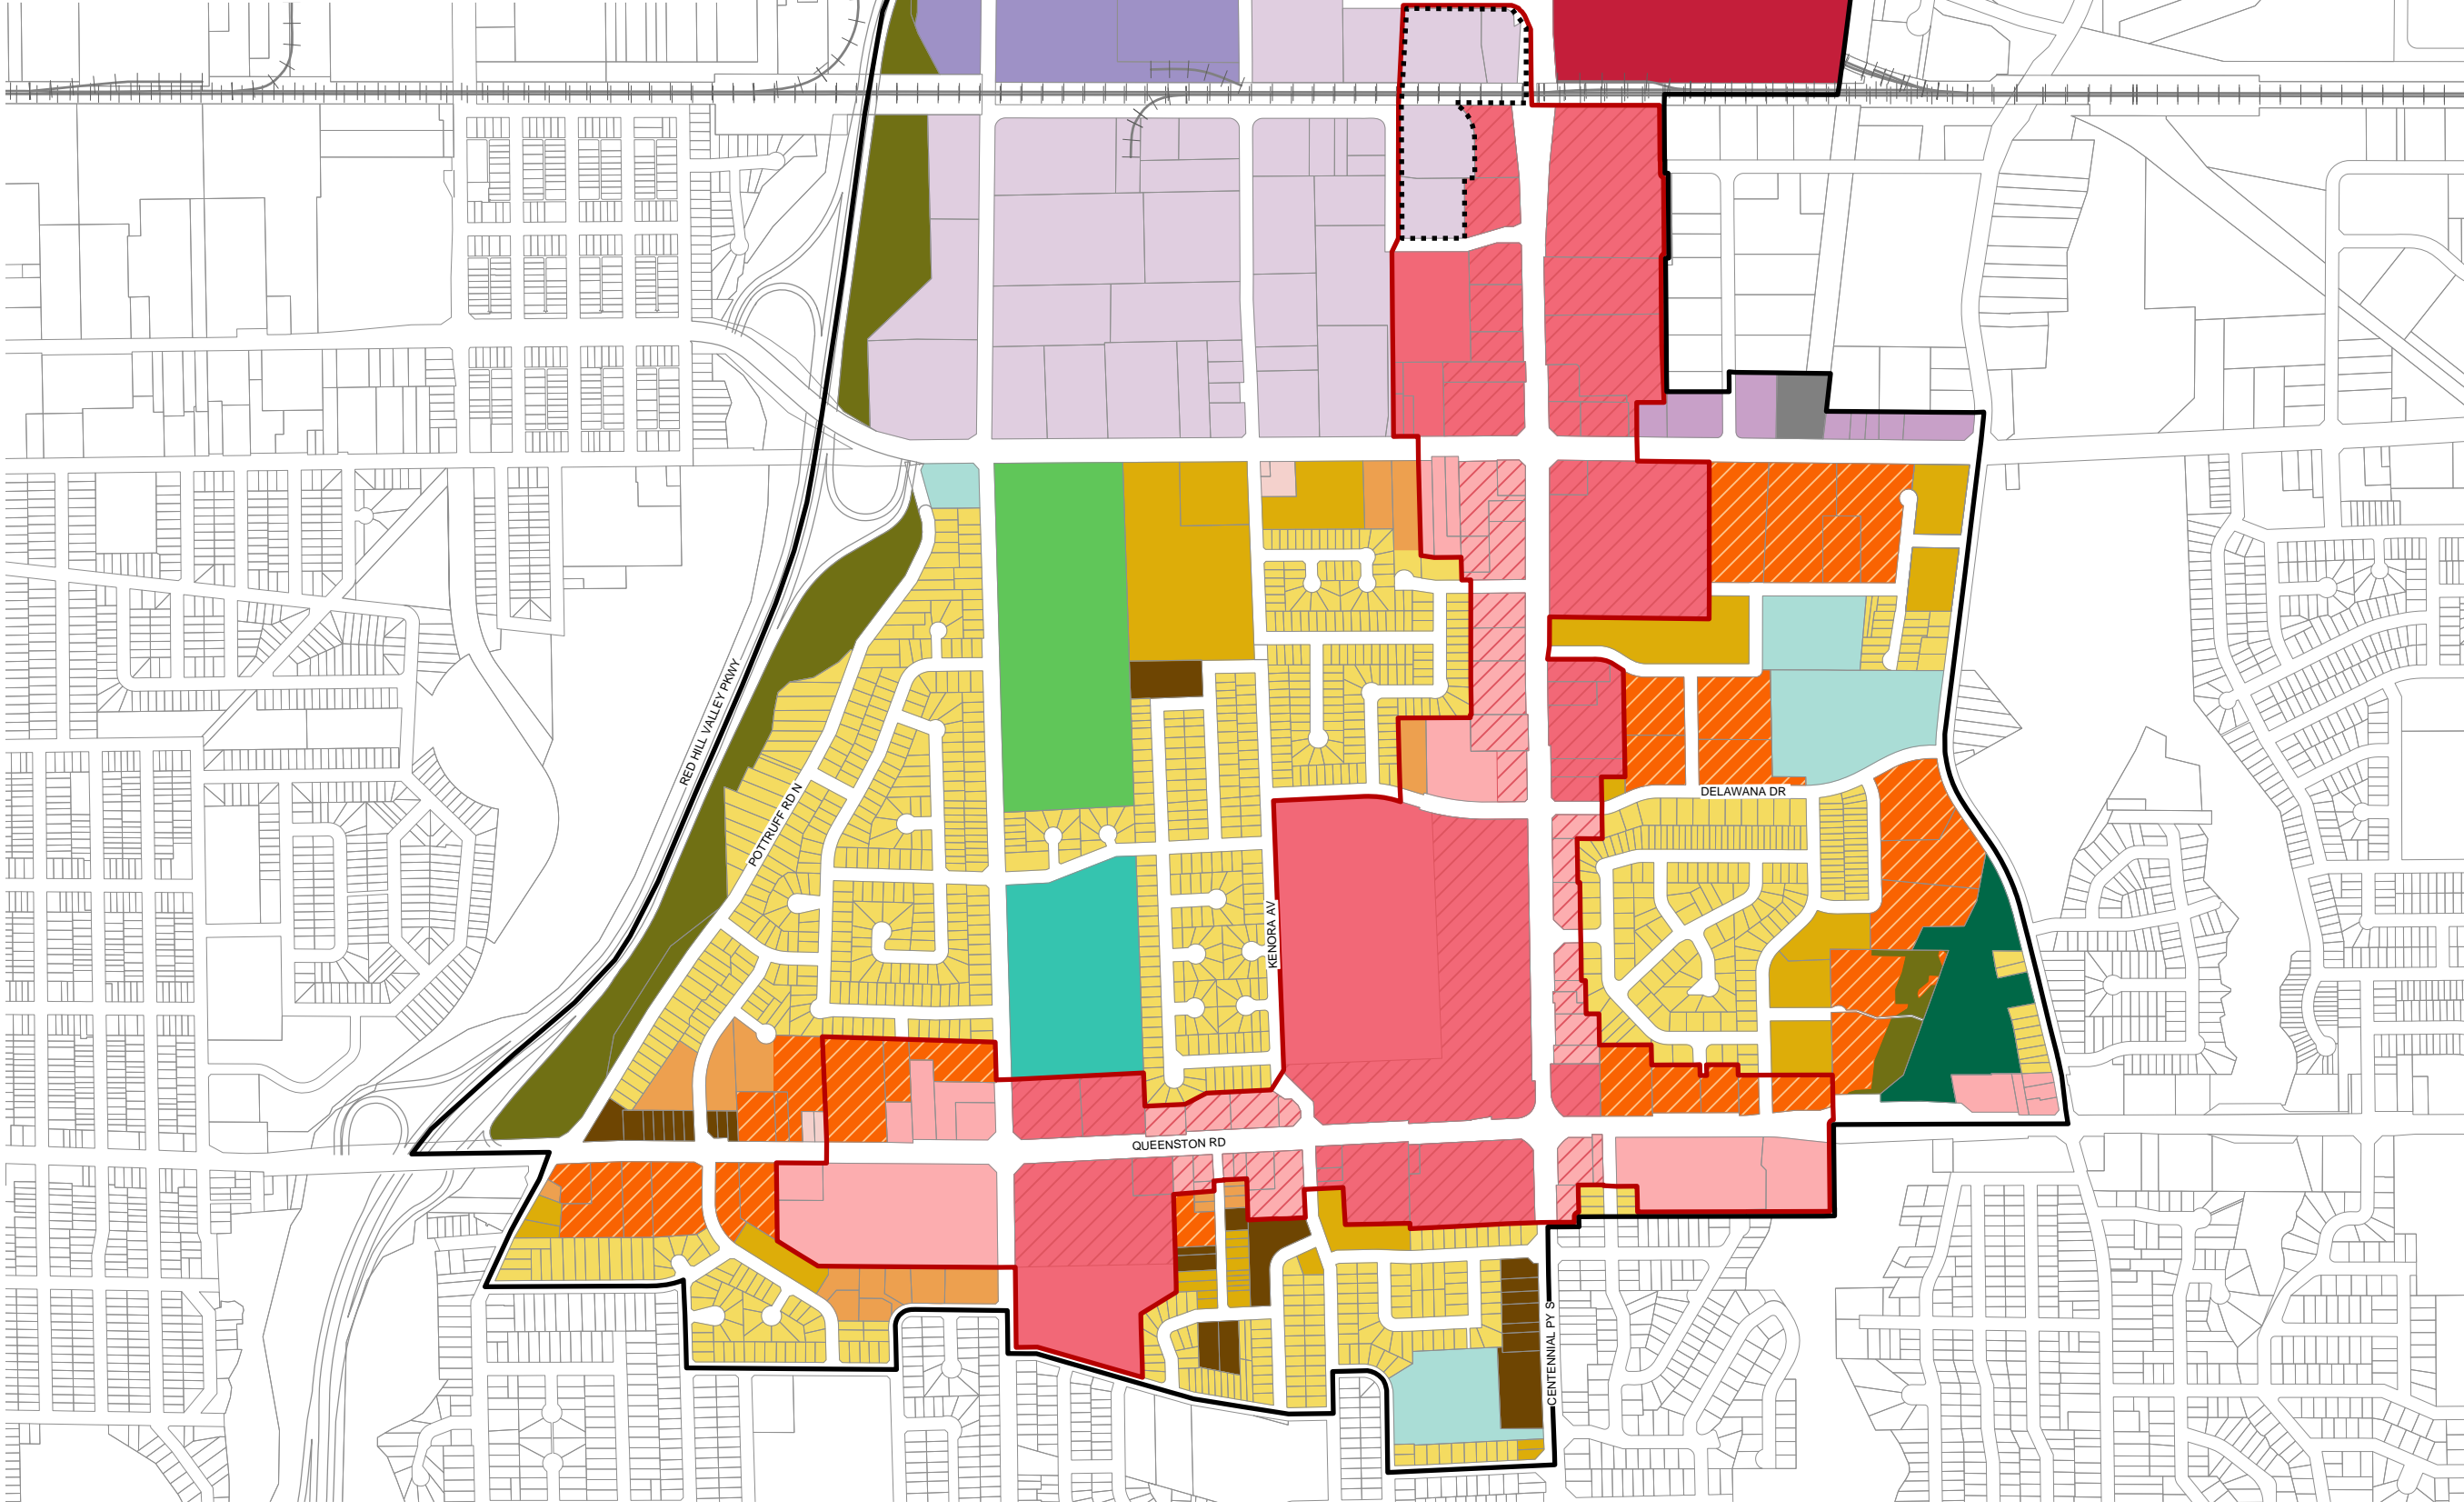 RED HILL VALLEY PKWY
POTTRUFF RD N
DELAWANA DR
KENORA AV
QUEENSTON RD
CENTENNIAL PY S